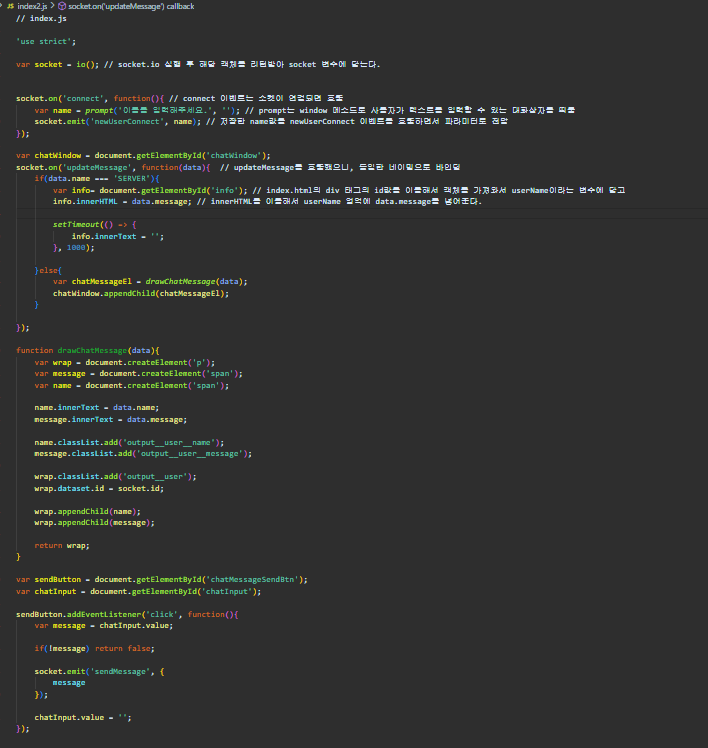 JS index2.js > socket.on('updateMessage') callback
// index.js
'use strict';
var socket = io(); // socket.io 실행 후 해당 객체를 리턴받아 socket 변수에 담는다.
socket.on('connect', function(){ // connect 이벤트는 소켓이 연결되면 호출
    var name = prompt('이름을 입력해주세요.', ''); // prompt는 window 메소드로 사용자가 텍스트를 입력할 수 있는 대화상자를 띄움
    socket.emit('newUserConnect', name); // 저장한 name값을 newUserConnect 이벤트를 호출하면서 파라미터로 전달
});
var chatWindow = document.getElementById('chatWindow');
socket.on('updateMessage', function(data){  // updateMessage를 호출했으니, 동일한 네이밍으로 바인딩
    if(data.name === 'SERVER'){
        var info= document.getElementById('info'); // index.html의 div 태그의 id값을 이용해서 객체를 가져와서 userName이라는 변수에 담고
        info.innerHTML = data.message; // innerHTML을 이용해서 userName 영역에 data.message를 넣어준다.
        setTimeout(() => {
            info.innerText = '';
        }, 1000);
    }else{
        var chatMessageEl = drawChatMessage(data);
        chatWindow.appendChild(chatMessageEl);
    }
});
function drawChatMessage(data){
    var wrap = document.createElement('p');
    var message = document.createElement('span');
    var name = document.createElement('span');
    name.innerText = data.name;
    message.innerText = data.message;
    name.classList.add('output__user__name');
    message.classList.add('output__user__message');
    wrap.classList.add('output__user');
    wrap.dataset.id = socket.id;
    wrap.appendChild(name);
    wrap.appendChild(message);
    return wrap;
}
var sendButton = document.getElementById('chatMessageSendBtn');
var chatInput = document.getElementById('chatInput');
sendButton.addEventListener('click', function(){
    var message = chatInput.value;
    if(!message) return false;
    socket.emit('sendMessage', {
        message
    });
    chatInput.value = '';
});